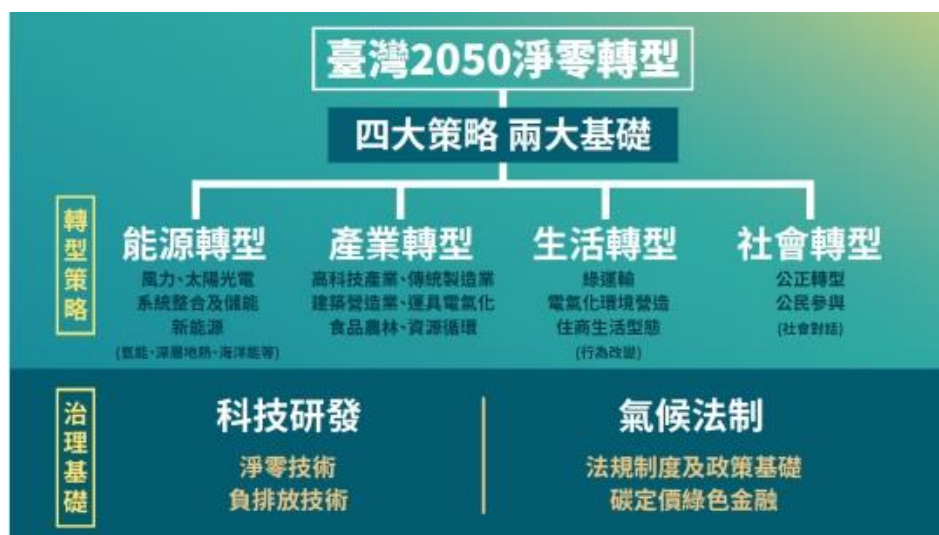 臺灣2050淨零轉型
四大策略 兩大基礎
轉型策略
能源轉型
風力、太陽光電
系統整合及儲能
新能源
(氫能、深層地熱、海洋能等)
產業轉型
高科技產業、傳統製造業
建築營造業、運具電氣化
食品農林、資源循環
生活轉型
綠運輸
電氣化環境營造
住商生活型態
(行為改變)
社會轉型
公正轉型
公民參與
(社會對話)
治理基礎
科技研發
淨零技術
負排放技術
氣候法制
法規制度及政策基礎
碳定價綠色金融